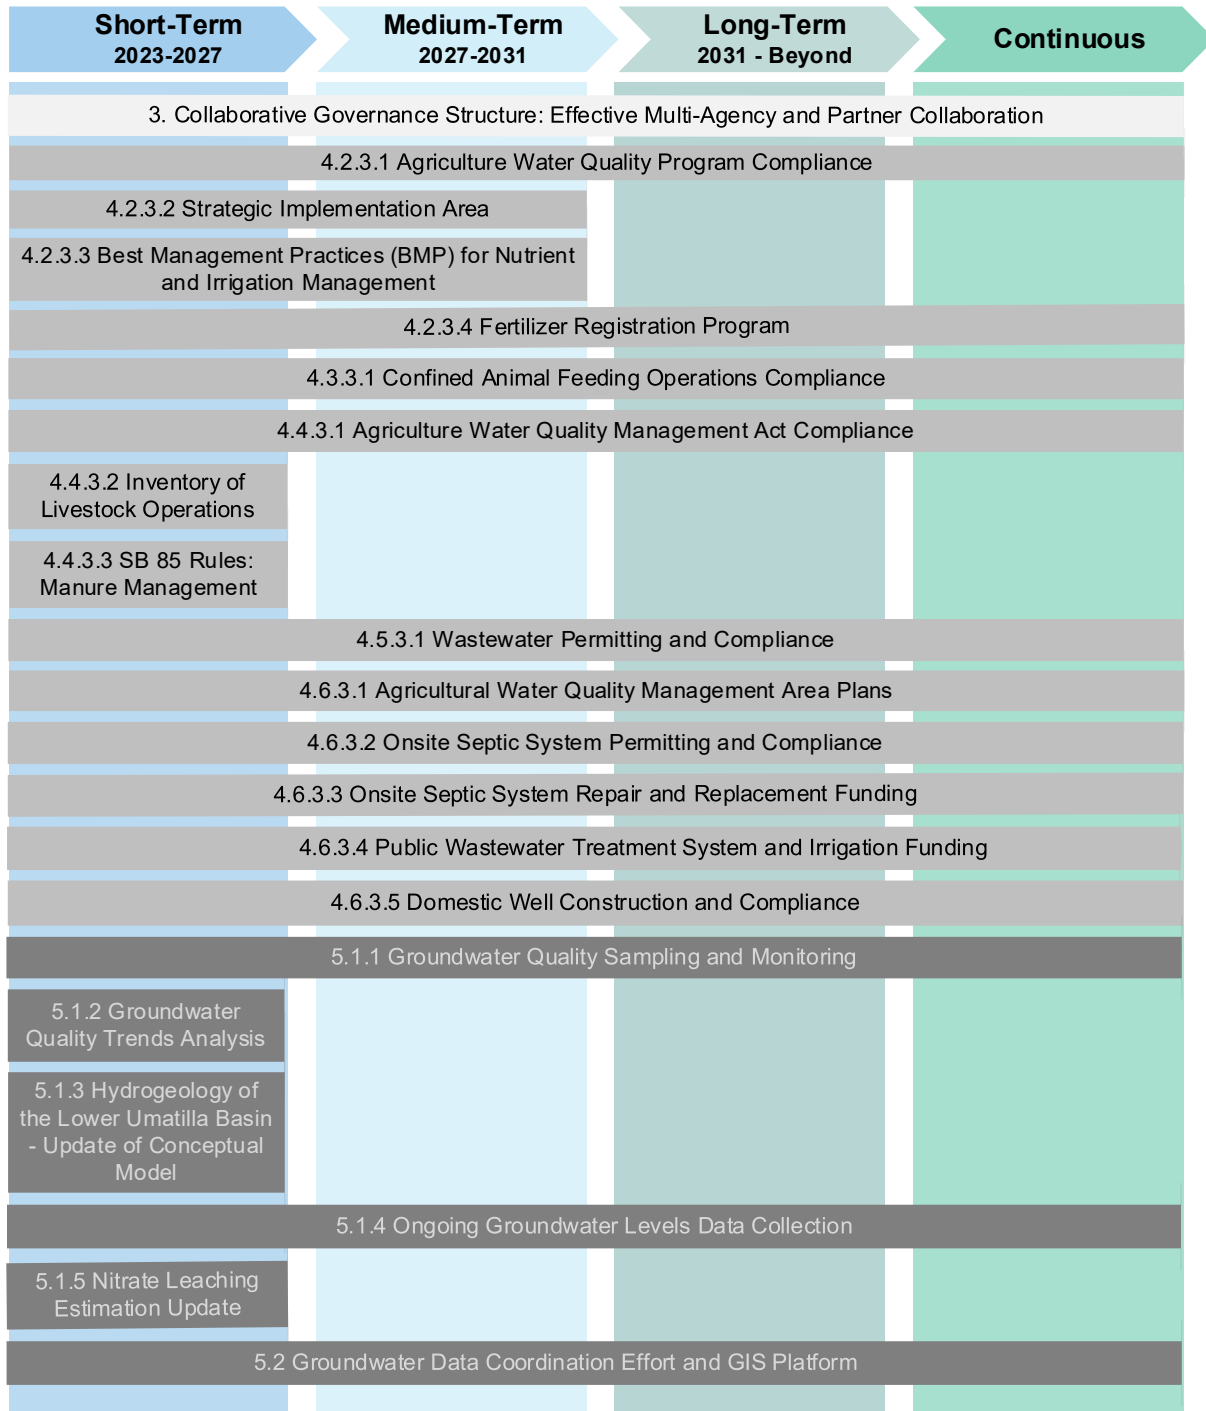 Short-Term
2023-2027
Medium-Term
2027-2031
Long-Term
2031 - Beyond
Continuous
3. Collaborative Governance Structure: Effective Multi-Agency and Partner Collaboration
4.2.3.1 Agriculture Water Quality Program Compliance
4.2.3.2 Strategic Implementation Area
4.2.3.3 Best Management Practices (BMP) for Nutrient
and Irrigation Management
4.2.3.4 Fertilizer Registration Program
4.3.3.1 Confined Animal Feeding Operations Compliance
4.4.3.1 Agriculture Water Quality Management Act Compliance
4.4.3.2 Inventory of
Livestock Operations
4.4.3.3 SB 85 Rules:
Manure Management
4.5.3.1 Wastewater Permitting and Compliance
4.6.3.1 Agricultural Water Quality Management Area Plans
4.6.3.2 Onsite Septic System Permitting and Compliance
4.6.3.3 Onsite Septic System Repair and Replacement Funding
4.6.3.4 Public Wastewater Treatment System and Irrigation Funding
4.6.3.5 Domestic Well Construction and Compliance
5.1.1 Groundwater Quality Sampling and Monitoring
5.1.2 Groundwater
Quality Trends Analysis
5.1.3 Hydrogeology of
the Lower Umatilla Basin
- Update of Conceptual
Model
5.1.4 Ongoing Groundwater Levels Data Collection
5.1.5 Nitrate Leaching
Estimation Update
5.2 Groundwater Data Coordination Effort and GIS Platform